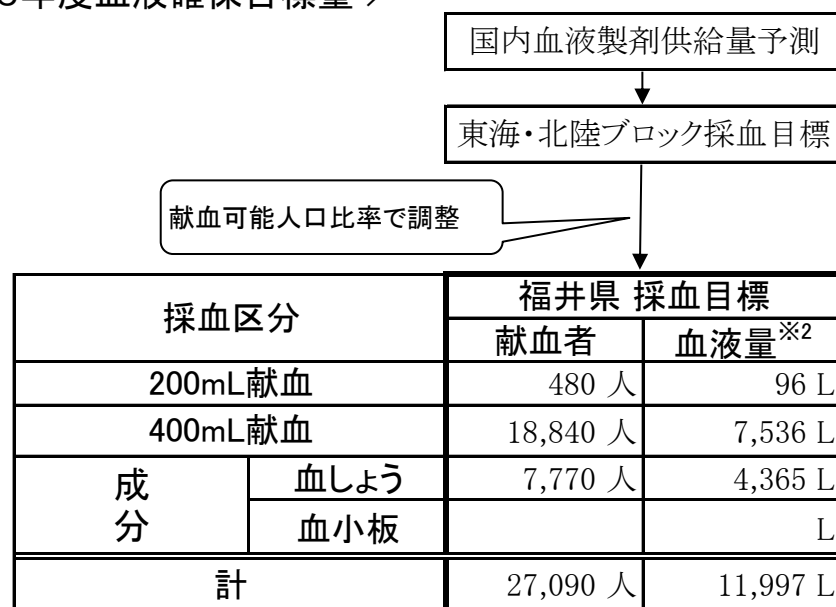 年度血液確保目標量
国内血液製剤供給量予測
東海・北陸ブロック採血目標
献血可能人口比率で調整
採血区分 福井県 採血目標
献血者 血液量※2
200mL献血 480 人 96 L
400mL献血 18,840 人 7,536 L
成分 血しょう 7,770 人 4,365 L
血小板 L
計 27,090 人 11,997 L